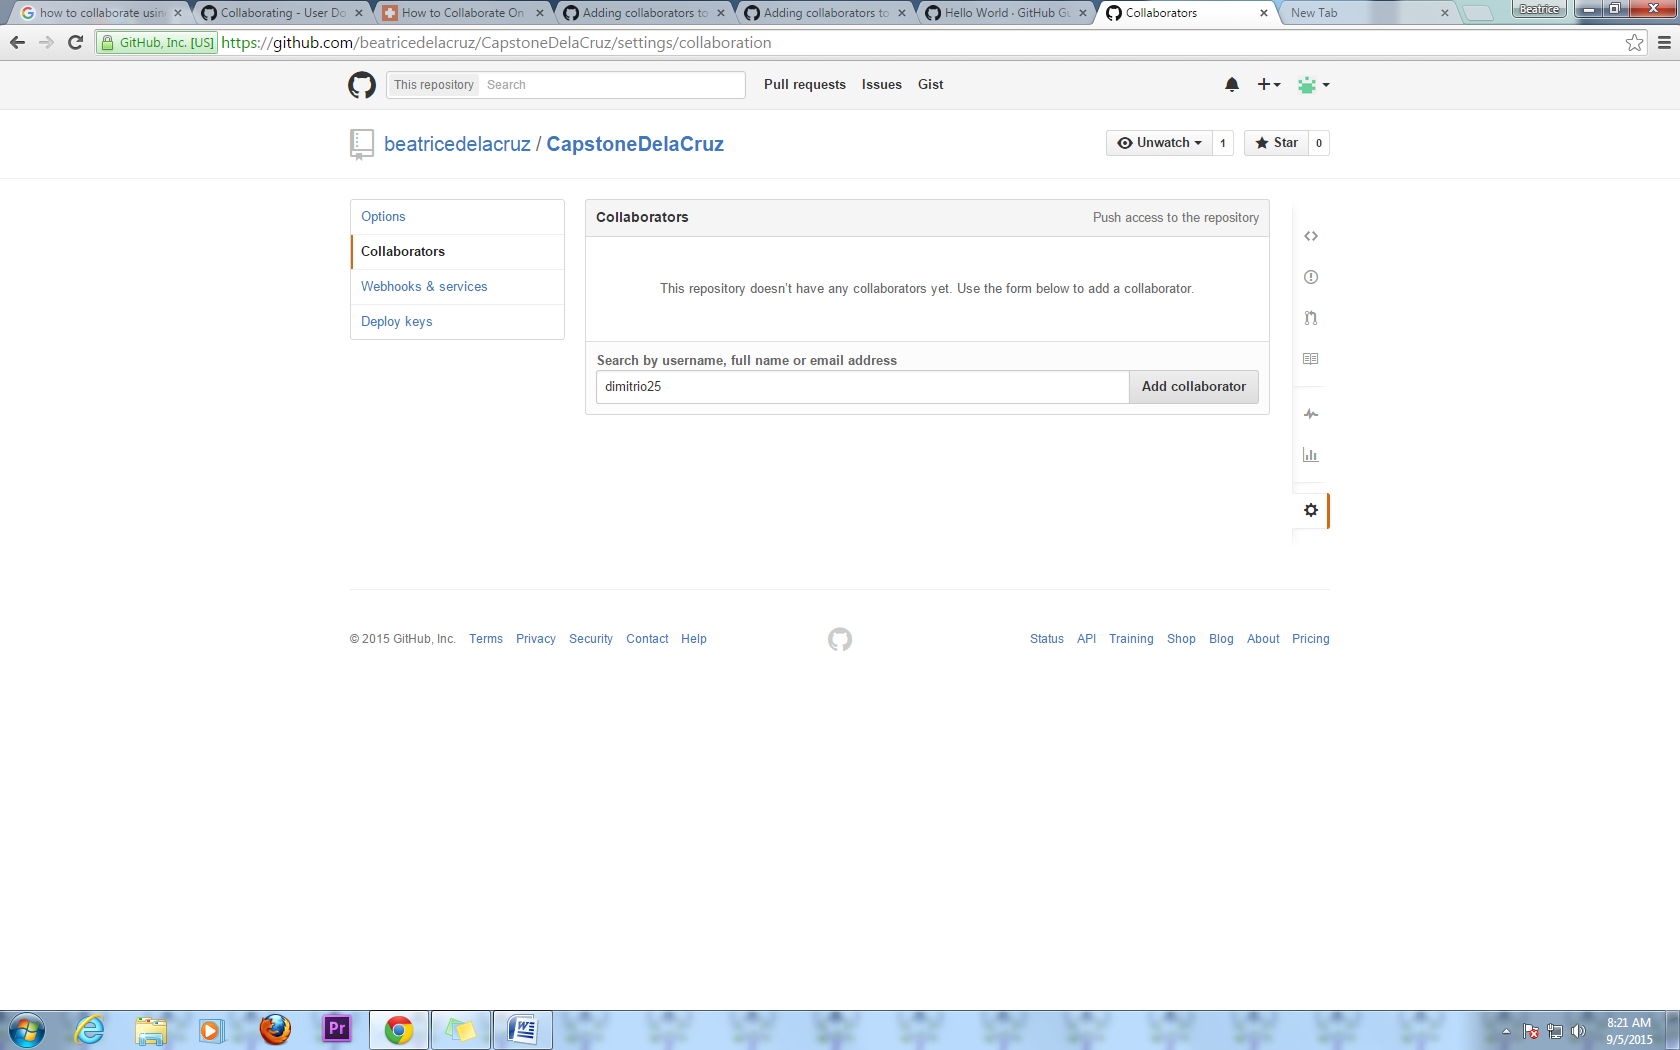 how to collaborate usin
Collaborating - User Do
How to Collaborate On
Adding collaborators to
Adding collaborators to
Hello World · GitHub Gu
Collaborators
New Tab
Beatrice
GitHub, Inc. [US] https://github.com/beatricedelacruz/CapstoneDelaCruz/settings/collaboration
This repository Search Pull requests Issues Gist
beatricedelacruz / CapstoneDelaCruz
Unwatch 1 Star 0
Options
Collaborators
Webhooks & services
Deploy keys
Collaborators Push access to the repository
This repository doesn't have any collaborators yet. Use the form below to add a collaborator.
Search by username, full name or email address
dimitrio25 Add collaborator
© 2015 GitHub, Inc. Terms Privacy Security Contact Help Status API Training Shop Blog About Pricing
Pr
8:21 AM
9/5/2015